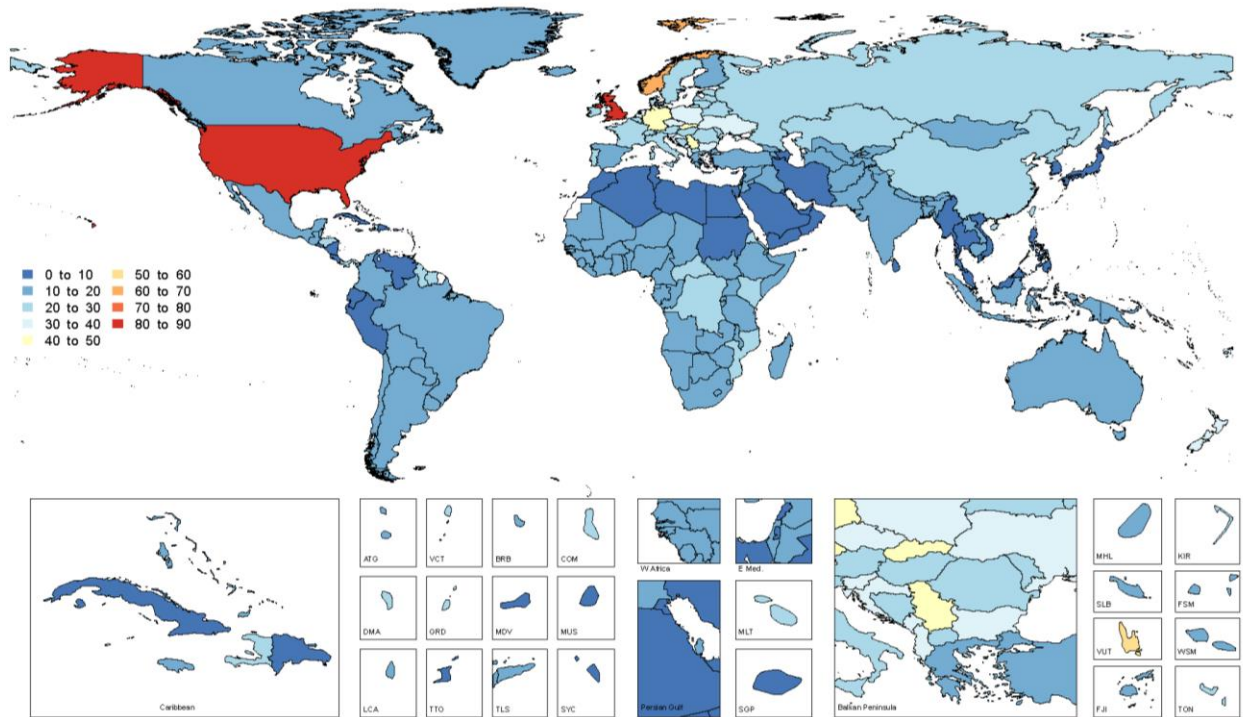 0 to 10
10 to 20
20 to 30
30 to 40
40 to 50
50 to 60
60 to 70
70 to 80
80 to 90
Caribbean
ATG
VCT
BRB
COM
DMA
GRD
MDV
MUS
LCA
TTO
TLS
SYC
W Africa
E Med.
Persian Gulf
MLT
SGP
Balkan Peninsula
MHL
KIR
SLB
FSM
VUT
WSM
FJI
TON